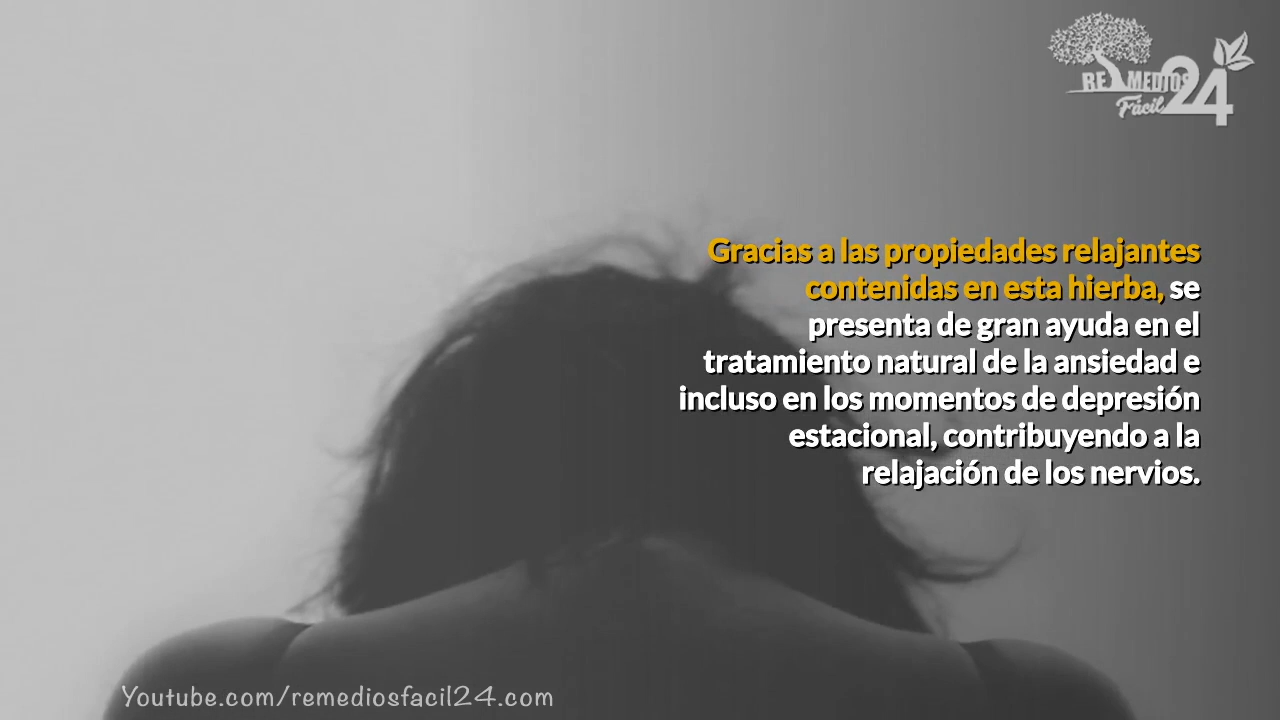 REMEDIOS
Fácil 24
Gracias a las propiedades relajantes
contenidas en esta hierba, se
presenta de gran ayuda en el
tratamiento natural de la ansiedad e
incluso en los momentos de depresión
estacional, contribuyendo a la
relajación de los nervios.
Youtube.com/remediosfacil24.com